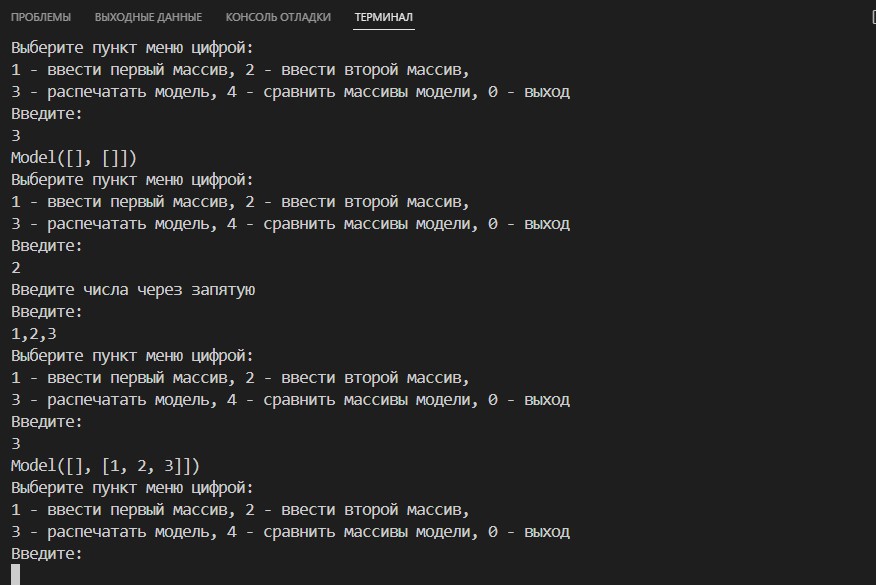 ПРОБЛЕМЫ ВЫХОДНЫЕ ДАННЫЕ КОНСОЛЬ ОТЛАДКИ ТЕРМИНАЛ
Выберите пункт меню цифрой:
1 - ввести первый массив, 2 - ввести второй массив,
3 - распечатать модель, 4 - сравнить массивы модели, 0 - выход
Введите:
3
Model([], []])
Выберите пункт меню цифрой:
1 - ввести первый массив, 2 - ввести второй массив,
3 - распечатать модель, 4 - сравнить массивы модели, 0 - выход
Введите:
2
Введите числа через запятую
Введите:
1,2,3
Выберите пункт меню цифрой:
1 - ввести первый массив, 2 - ввести второй массив,
3 - распечатать модель, 4 - сравнить массивы модели, 0 - выход
Введите:
3
Model([], [1, 2, 3]])
Выберите пункт меню цифрой:
1 - ввести первый массив, 2 - ввести второй массив,
3 - распечатать модель, 4 - сравнить массивы модели, 0 - выход
Введите: